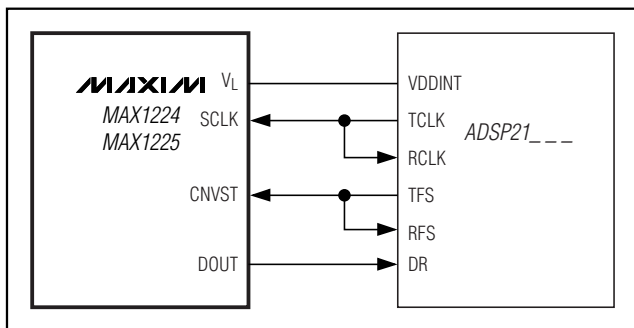 MAXIM
MAX1224
MAX1225
VL
SCLK
CNVST
DOUT
VDDINT
TCLK
RCLK
TFS
RFS
DR
ADSP21_ _ _